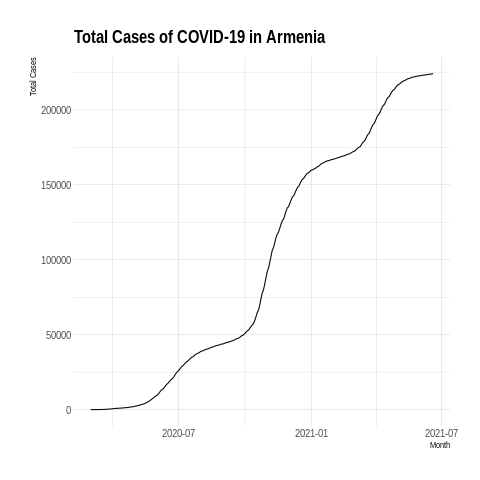 Total Cases of COVID-19 in Armenia
Total Cases
200000
150000
100000
50000
0
2020-07
2021-01
2021-07
Month